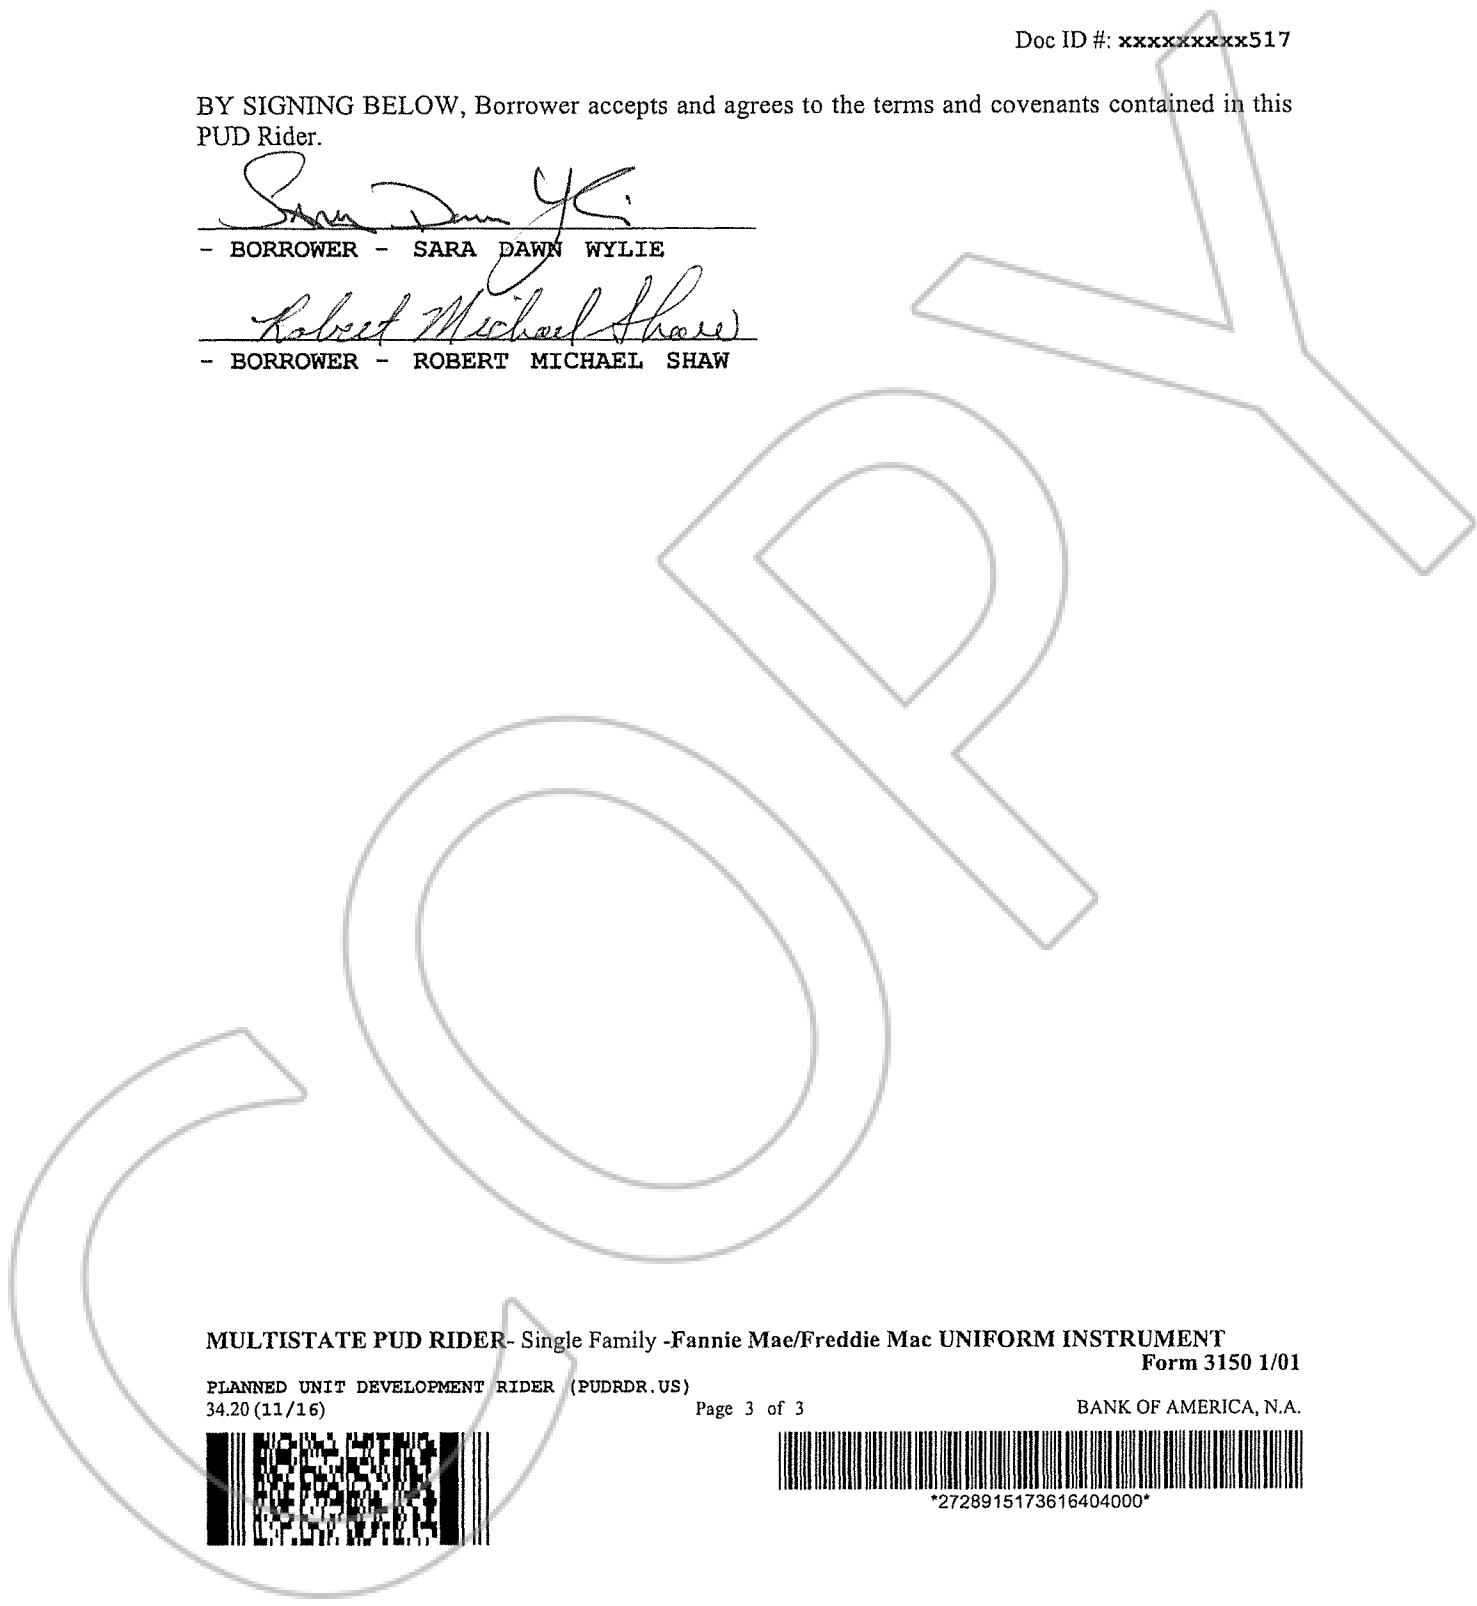 Doc ID #: xxxxxxxxx517
BY SIGNING BELOW, Borrower accepts and agrees to the terms and covenants contained in this
PUD Rider.
Sara Dawn
- BORROWER - SARA DAWN WYLIE
Robert Michael Shaw
- BORROWER - ROBERT MICHAEL SHAW
COPY
MULTISTATE PUD RIDER- Single Family -Fannie Mae/Freddie Mac UNIFORM INSTRUMENT
Form 3150 1/01
PLANNED UNIT DEVELOPMENT RIDER (PUDRDR.US)
34.20 (11/16) Page 3 of 3 BANK OF AMERICA, N.A.
*2728915173616404000*